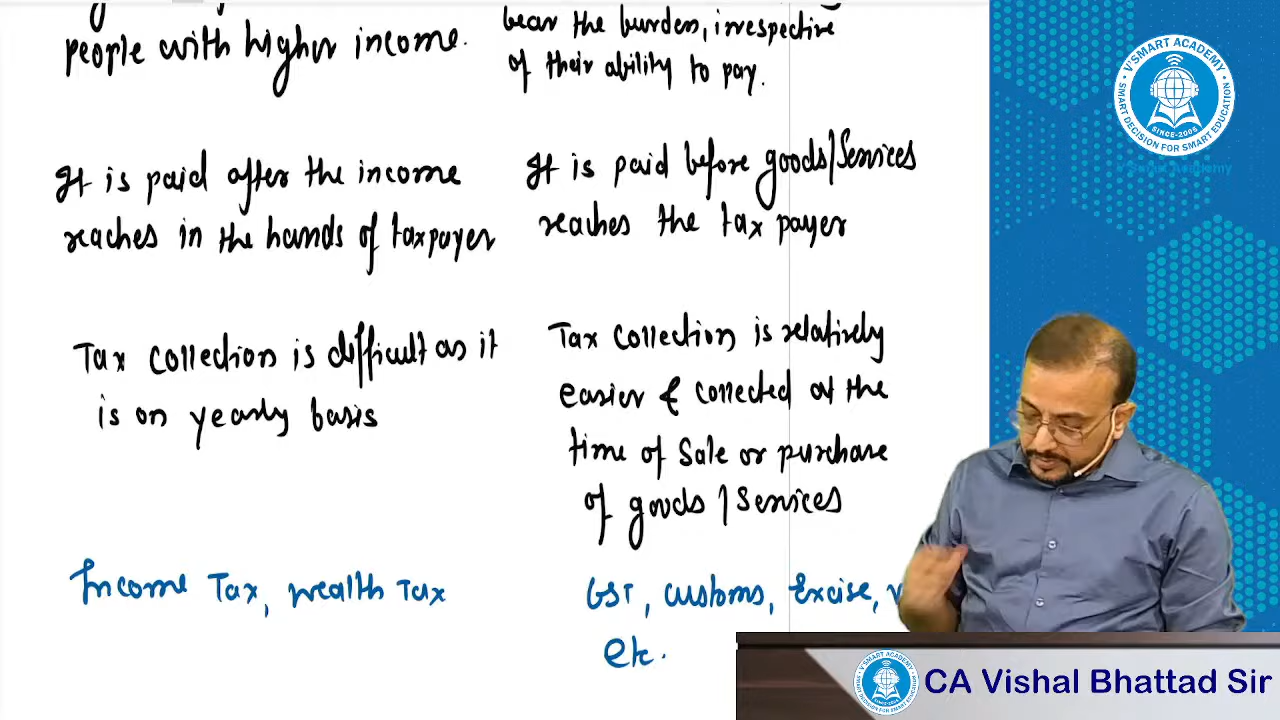 people with higher income.
bear the burden, irrespective
of their ability to pay.
It is paid after the income
reaches in the hands of taxpayer
It is paid before goods/Services
reaches the tax payer
Tax collection is difficult as it
is on yearly basis
Tax collection is relatively
easier & collected at the
time of Sale or purchase
of goods / Services
Income Tax, wealth Tax
GST, customs, Excise,
etc.
V'SMART ACADEMY
SMART DECISION FOR SMART EDUCATION
SINCE-2005
Smart Academy
V'SMART ACADEMY
CA Vishal Bhattad Sir